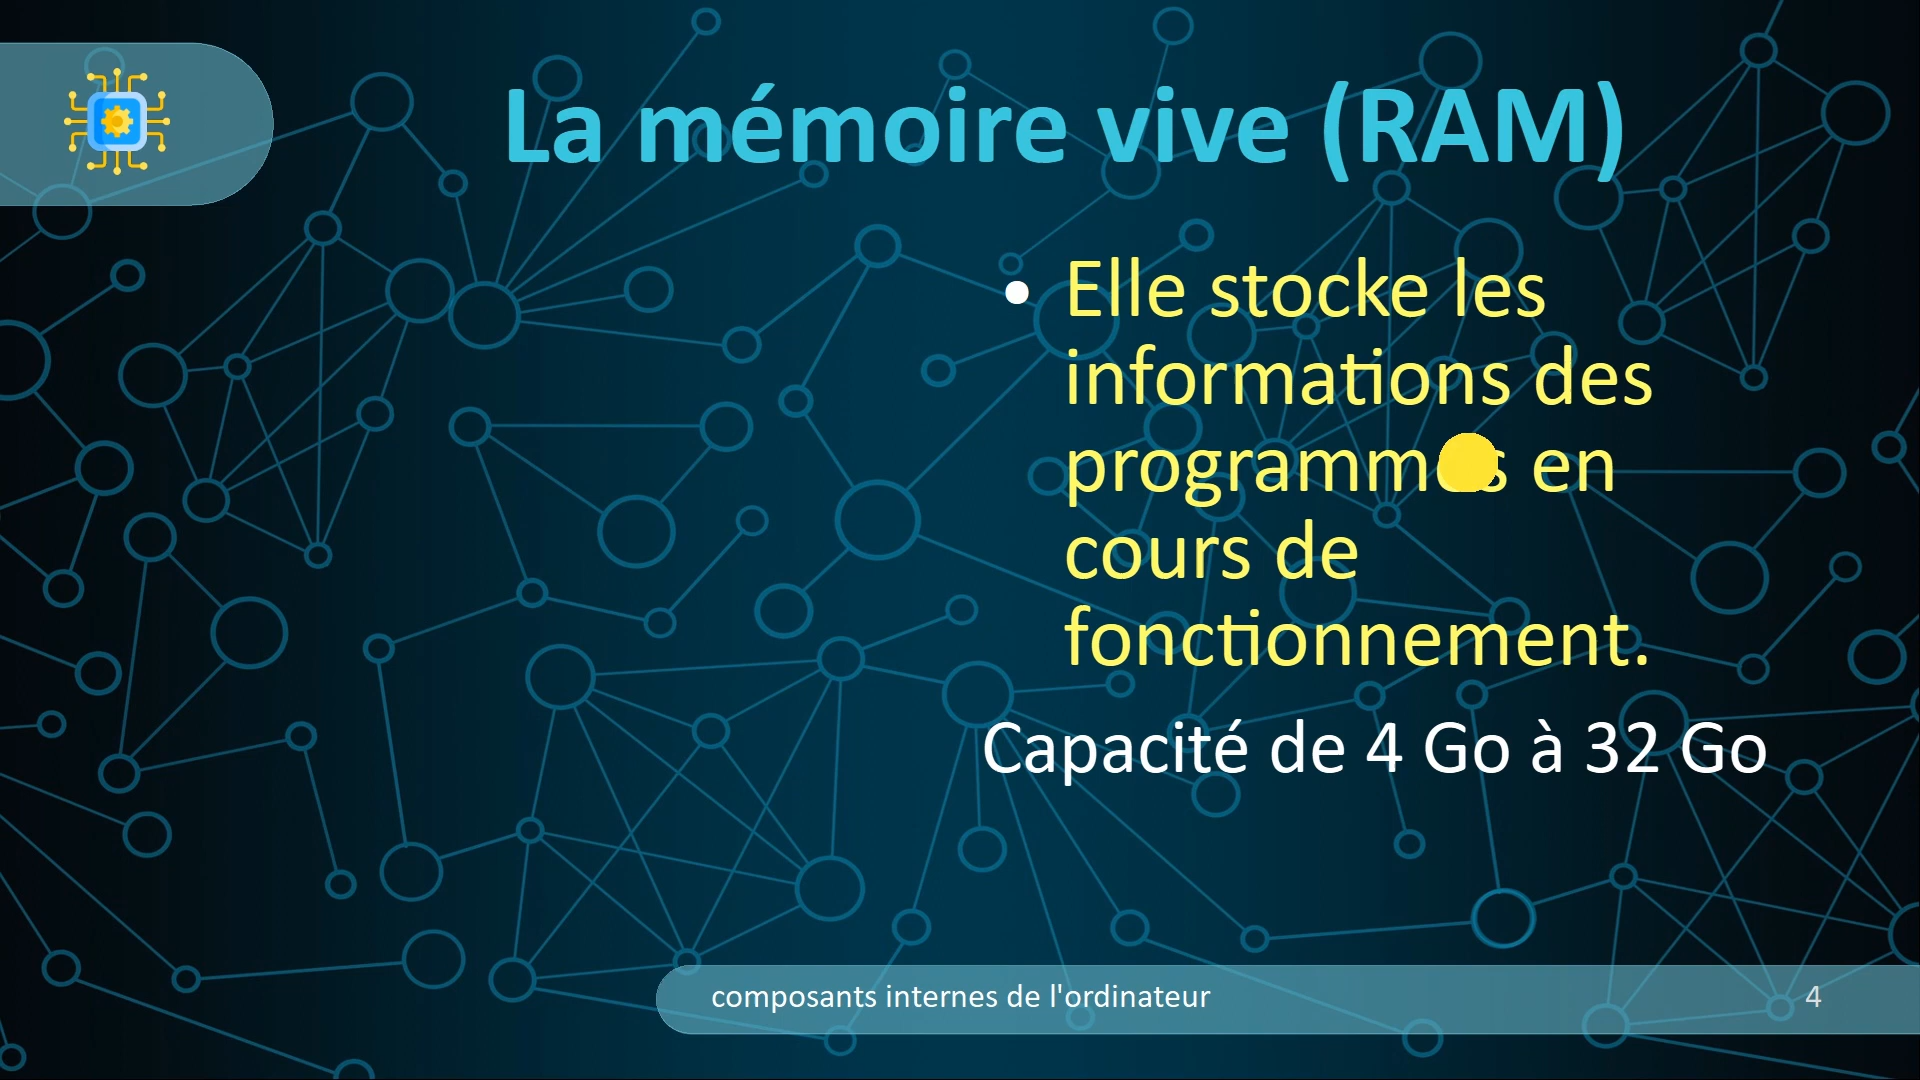 La mémoire vive (RAM)
• Elle stocke les
informations des
programmes en
cours de
fonctionnement.
Capacité de 4 Go à 32 Go
composants internes de l'ordinateur
4